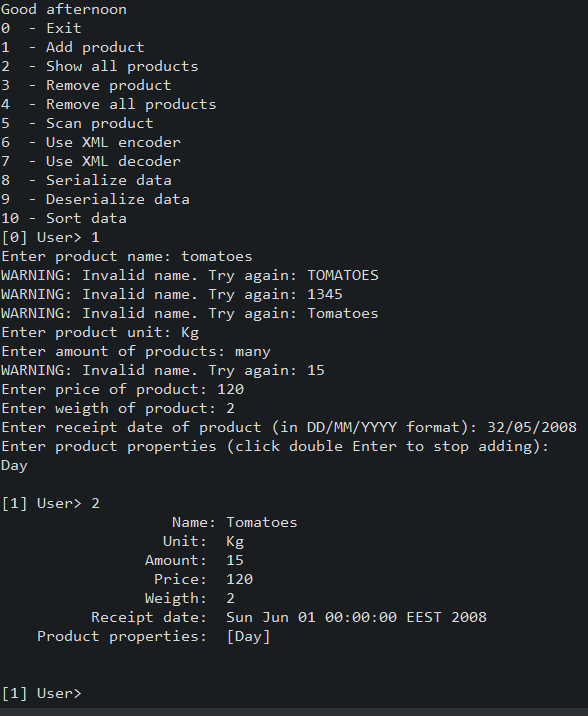 Good afternoon
0  - Exit
1  - Add product
2  - Show all products
3  - Remove product
4  - Remove all products
5  - Scan product
6  - Use XML encoder
7  - Use XML decoder
8  - Serialize data
9  - Deserialize data
10 - Sort data
[0] User> 1
Enter product name: tomatoes
WARNING: Invalid name. Try again: TOMATOES
WARNING: Invalid name. Try again: 1345
WARNING: Invalid name. Try again: Tomatoes
Enter product unit: Kg
Enter amount of products: many
WARNING: Invalid name. Try again: 15
Enter price of product: 120
Enter weigth of product: 2
Enter receipt date of product (in DD/MM/YYYY format): 32/05/2008
Enter product properties (click double Enter to stop adding):
Day
[1] User> 2
Name: Tomatoes
Unit:  Kg
Amount:  15
Price:  120
Weigth:  2
Receipt date:  Sun Jun 01 00:00:00 EEST 2008
Product properties:  [Day]
[1] User>